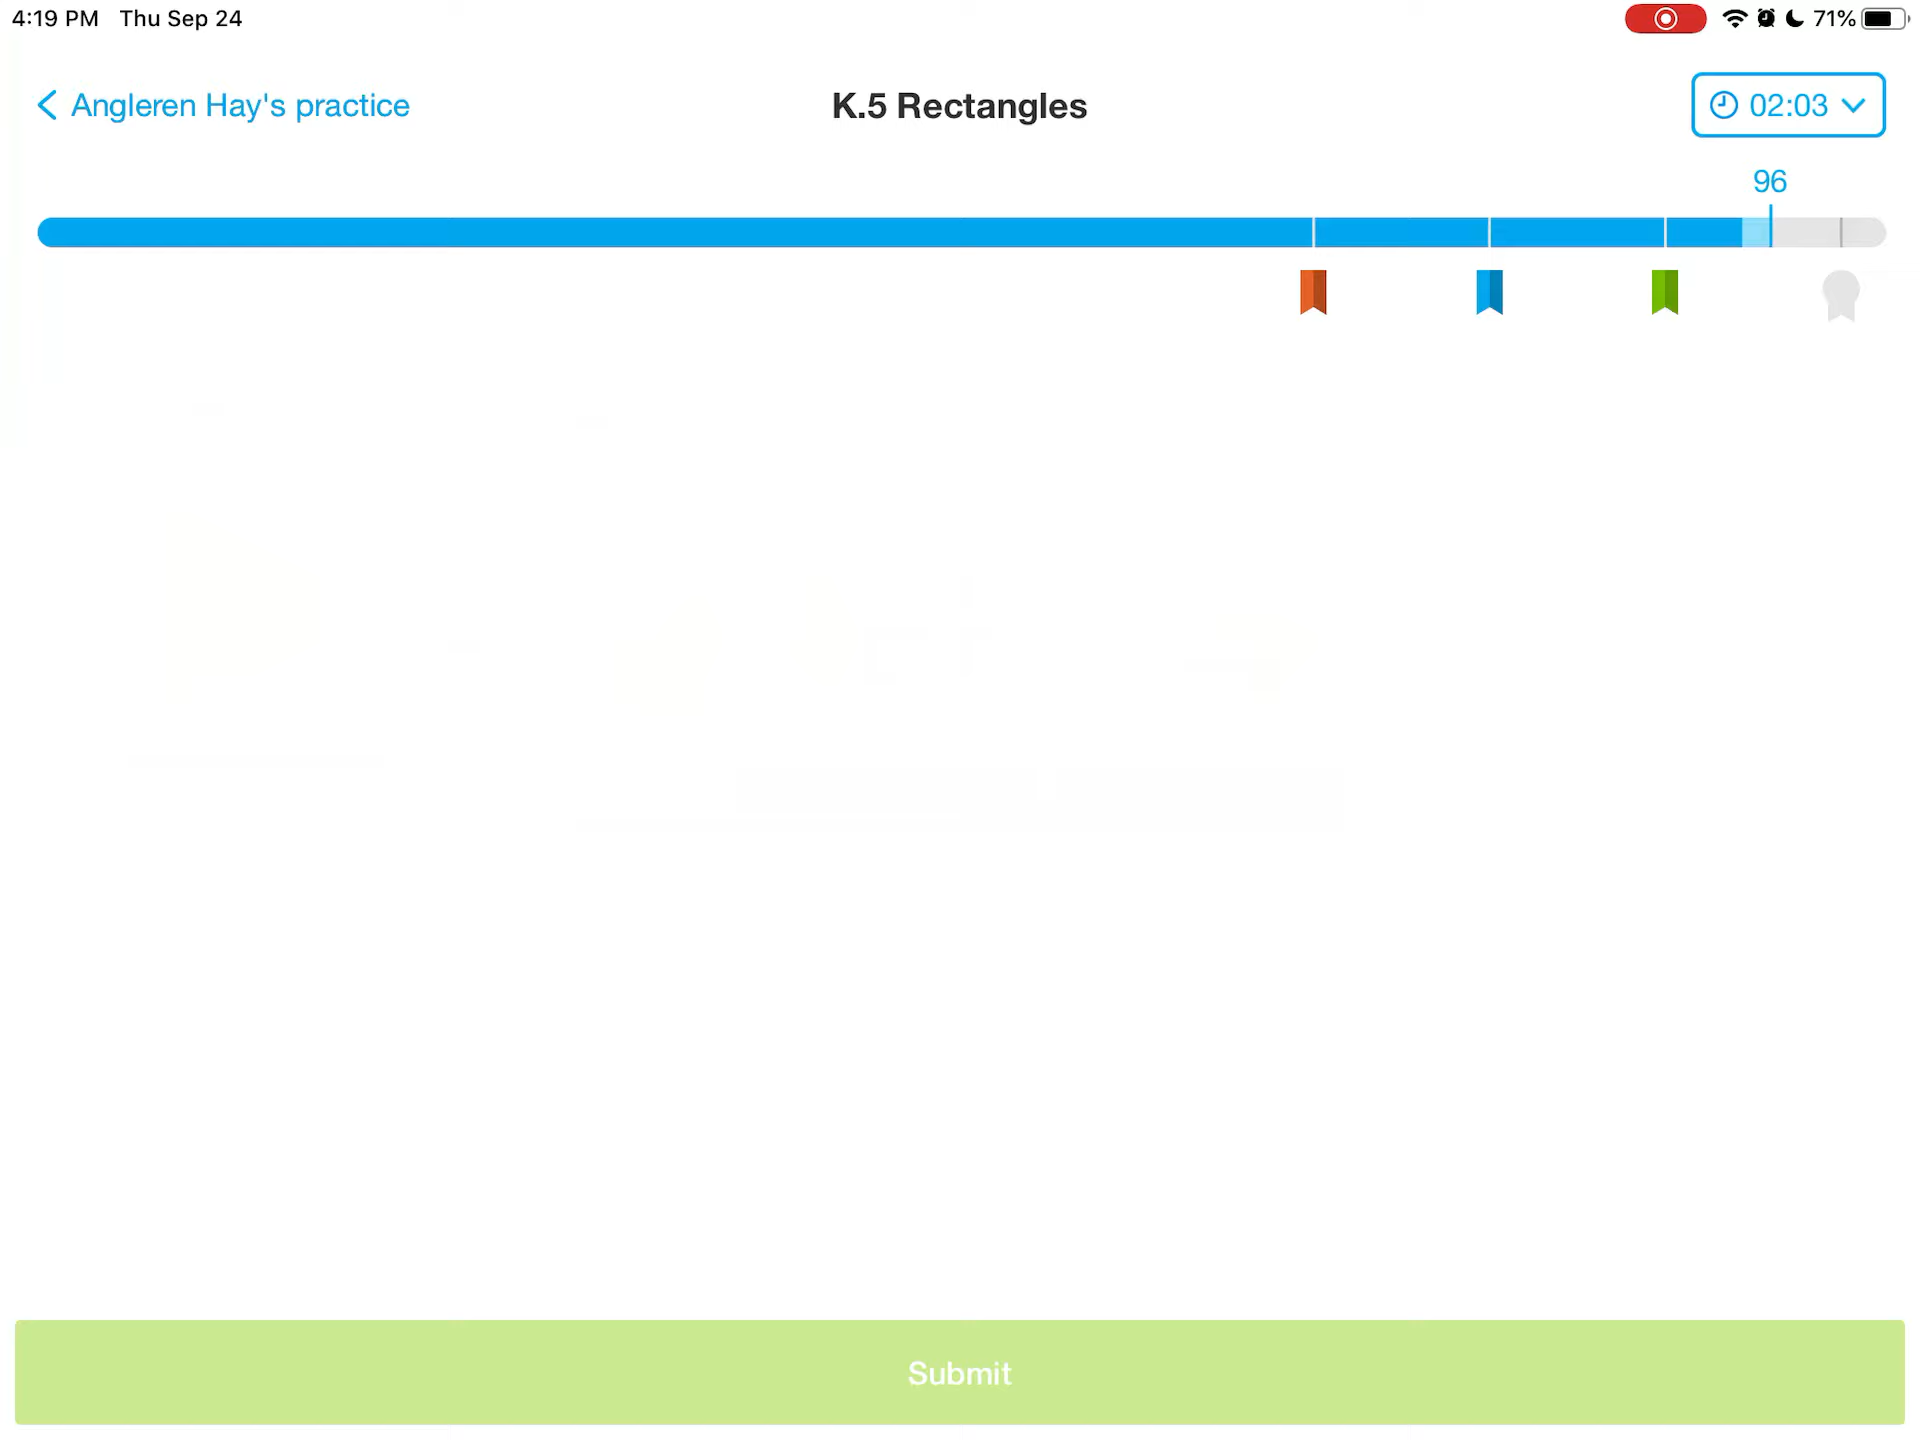 4:19 PM Thu Sep 24
71%
Angleren Hay's practice
K.5 Rectangles
02:03
96
Submit